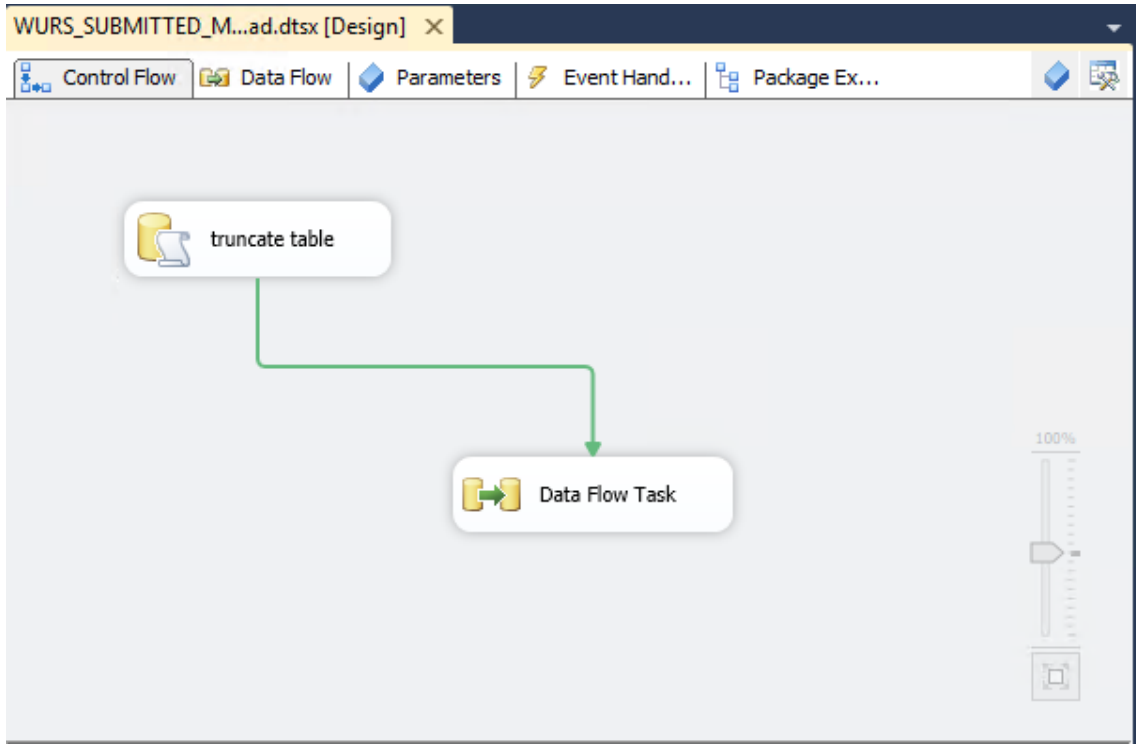 WURS_SUBMITTED_M...ad.dtsx [Design]
Control Flow Data Flow Parameters Event Hand... Package Ex...
truncate table
Data Flow Task
100%